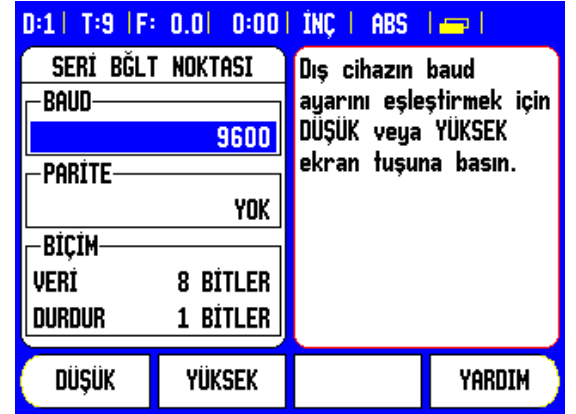 D:1 | T:9 | F: 0.0 | 0:00 | İNÇ | ABS
SERİ BĞLT NOKTASI
BAUD
9600
PARİTE
YOK
BİÇİM
VERİ 8 BİTLER
DURDUR 1 BİTLER
Dış cihazın baud
ayarını eşleştirmek için
DÜŞÜK veya YÜKSEK
ekran tuşuna basın.
DÜŞÜK YÜKSEK YARDIM